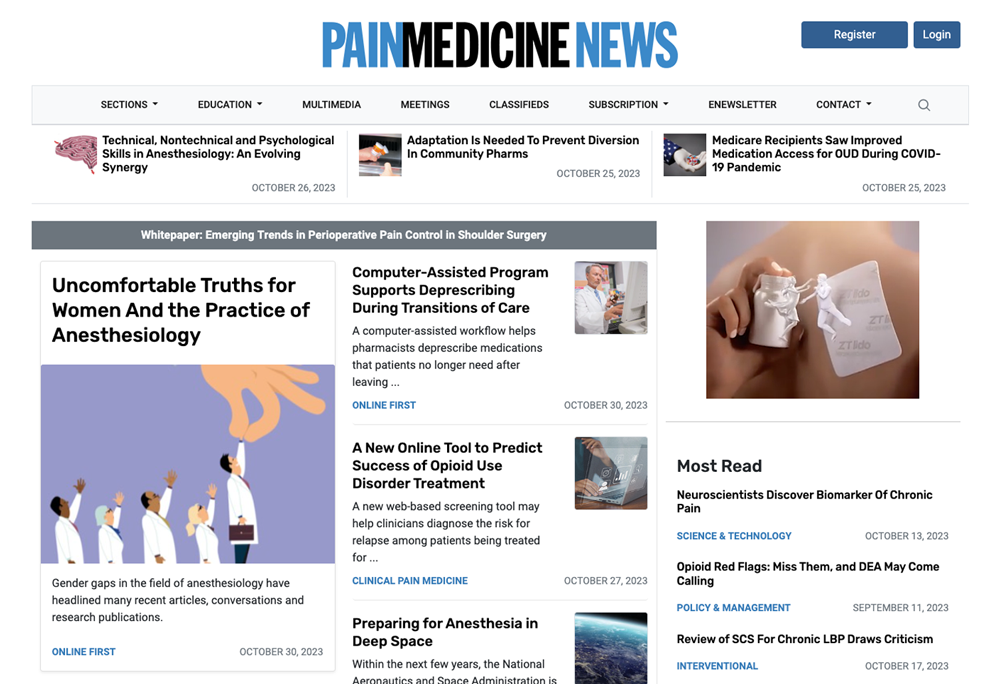 PAINMEDICINE NEWS
Register
Login
SECTIONS
EDUCATION
MULTIMEDIA
MEETINGS
CLASSIFIEDS
SUBSCRIPTION
ENEWSLETTER
CONTACT
Technical, Nontechnical and Psychological
Skills in Anesthesiology: An Evolving
Synergy
OCTOBER 26, 2023
Adaptation Is Needed To Prevent Diversion
In Community Pharms
OCTOBER 25, 2023
Medicare Recipients Saw Improved
Medication Access for OUD During COVID-
19 Pandemic
OCTOBER 25, 2023
Whitepaper: Emerging Trends in Perioperative Pain Control in Shoulder Surgery
Uncomfortable Truths for
Women And the Practice of
Anesthesiology
Gender gaps in the field of anesthesiology have
headlined many recent articles, conversations and
research publications.
ONLINE FIRST
OCTOBER 30, 2023
Computer-Assisted Program
Supports Deprescribing
During Transitions of Care
A computer-assisted workflow helps
pharmacists deprescribe medications
that patients no longer need after
leaving ...
ONLINE FIRST
OCTOBER 30, 2023
A New Online Tool to Predict
Success of Opioid Use
Disorder Treatment
A new web-based screening tool may
help clinicians diagnose the risk for
relapse among patients being treated
for ...
CLINICAL PAIN MEDICINE
OCTOBER 27, 2023
Preparing for Anesthesia in
Deep Space
Within the next few years, the National
Aeronautics and Space Administration is
ZTlido
ZTlido
Most Read
Neuroscientists Discover Biomarker Of Chronic
Pain
SCIENCE & TECHNOLOGY
OCTOBER 13, 2023
Opioid Red Flags: Miss Them, and DEA May Come
Calling
POLICY & MANAGEMENT
SEPTEMBER 11, 2023
Review of SCS For Chronic LBP Draws Criticism
INTERVENTIONAL
OCTOBER 17, 2023